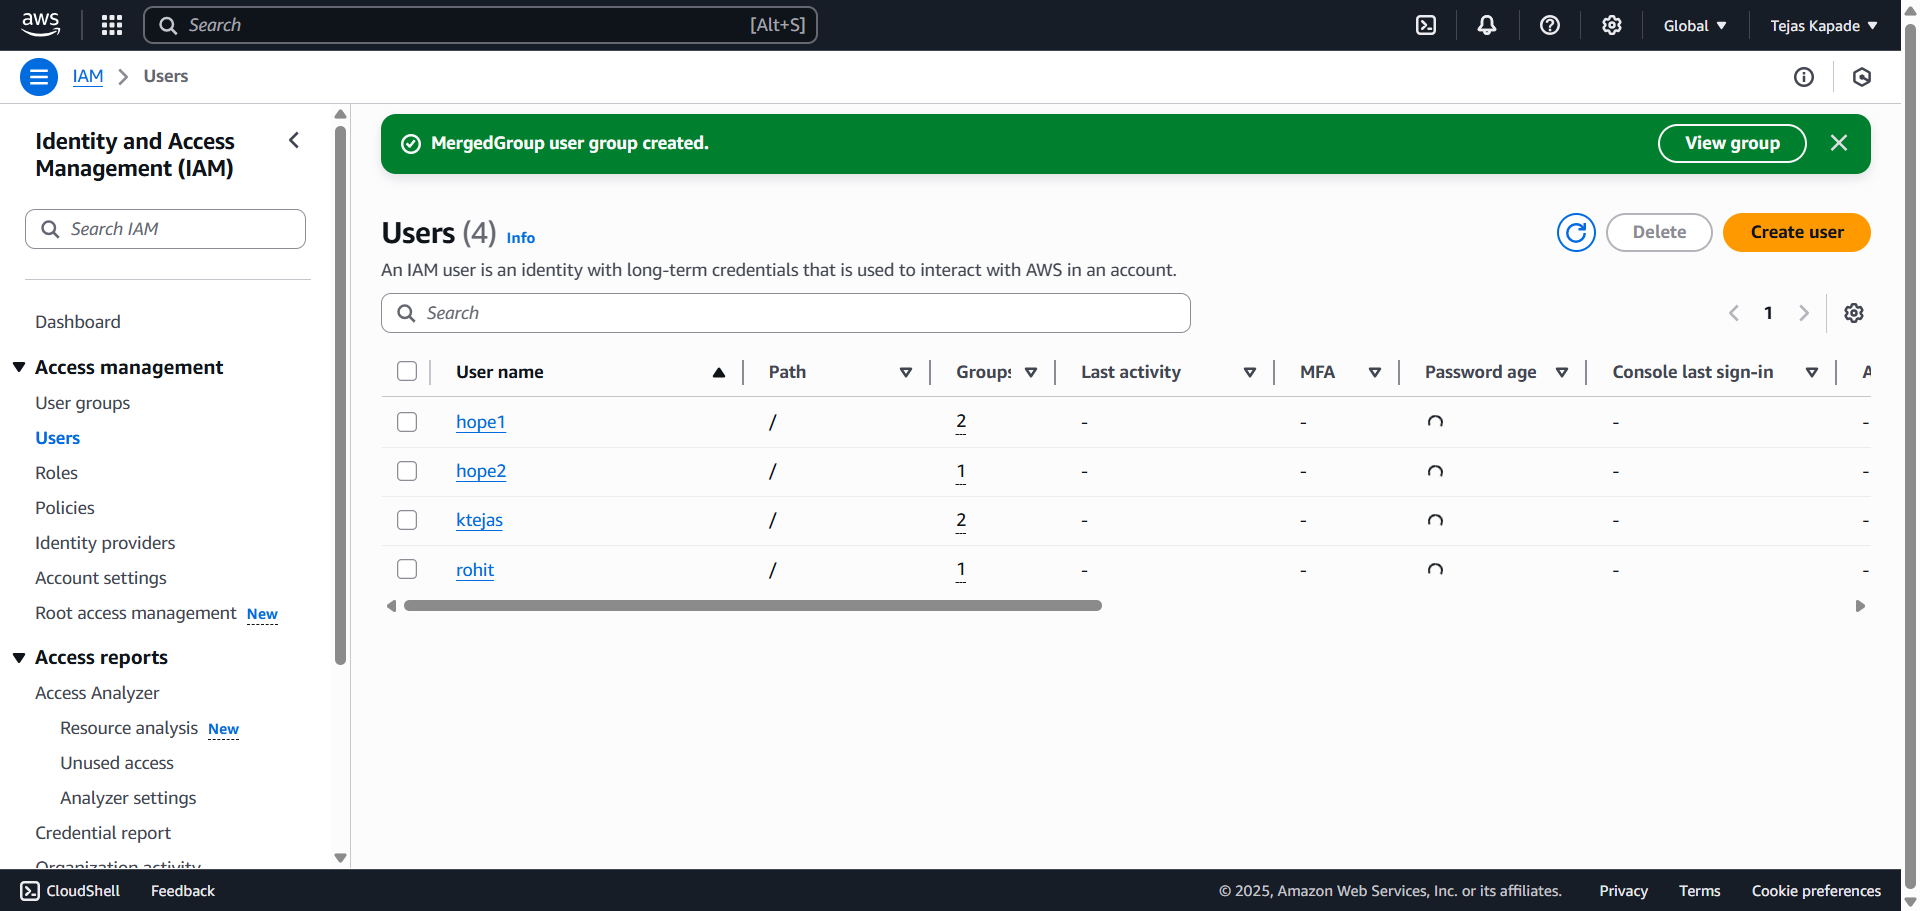 aws
Search
[Alt+S]
Global
Tejas Kapade
IAM
Users
Identity and Access
Management (IAM)
Search IAM
Dashboard
Access management
User groups
Users
Roles
Policies
Identity providers
Account settings
Root access management New
Access reports
Access Analyzer
Resource analysis New
Unused access
Analyzer settings
Credential report
Organization activity
MergedGroup user group created.
View group
Users (4) Info
Delete
Create user
An IAM user is an identity with long-term credentials that is used to interact with AWS in an account.
Search
1
User name Path Groups Last activity MFA Password age Console last sign-in A
hope1 / 2 - - - -
hope2 / 1 - - - -
ktejas / 2 - - - -
rohit / 1 - - - -
CloudShell Feedback © 2025, Amazon Web Services, Inc. or its affiliates. Privacy Terms Cookie preferences